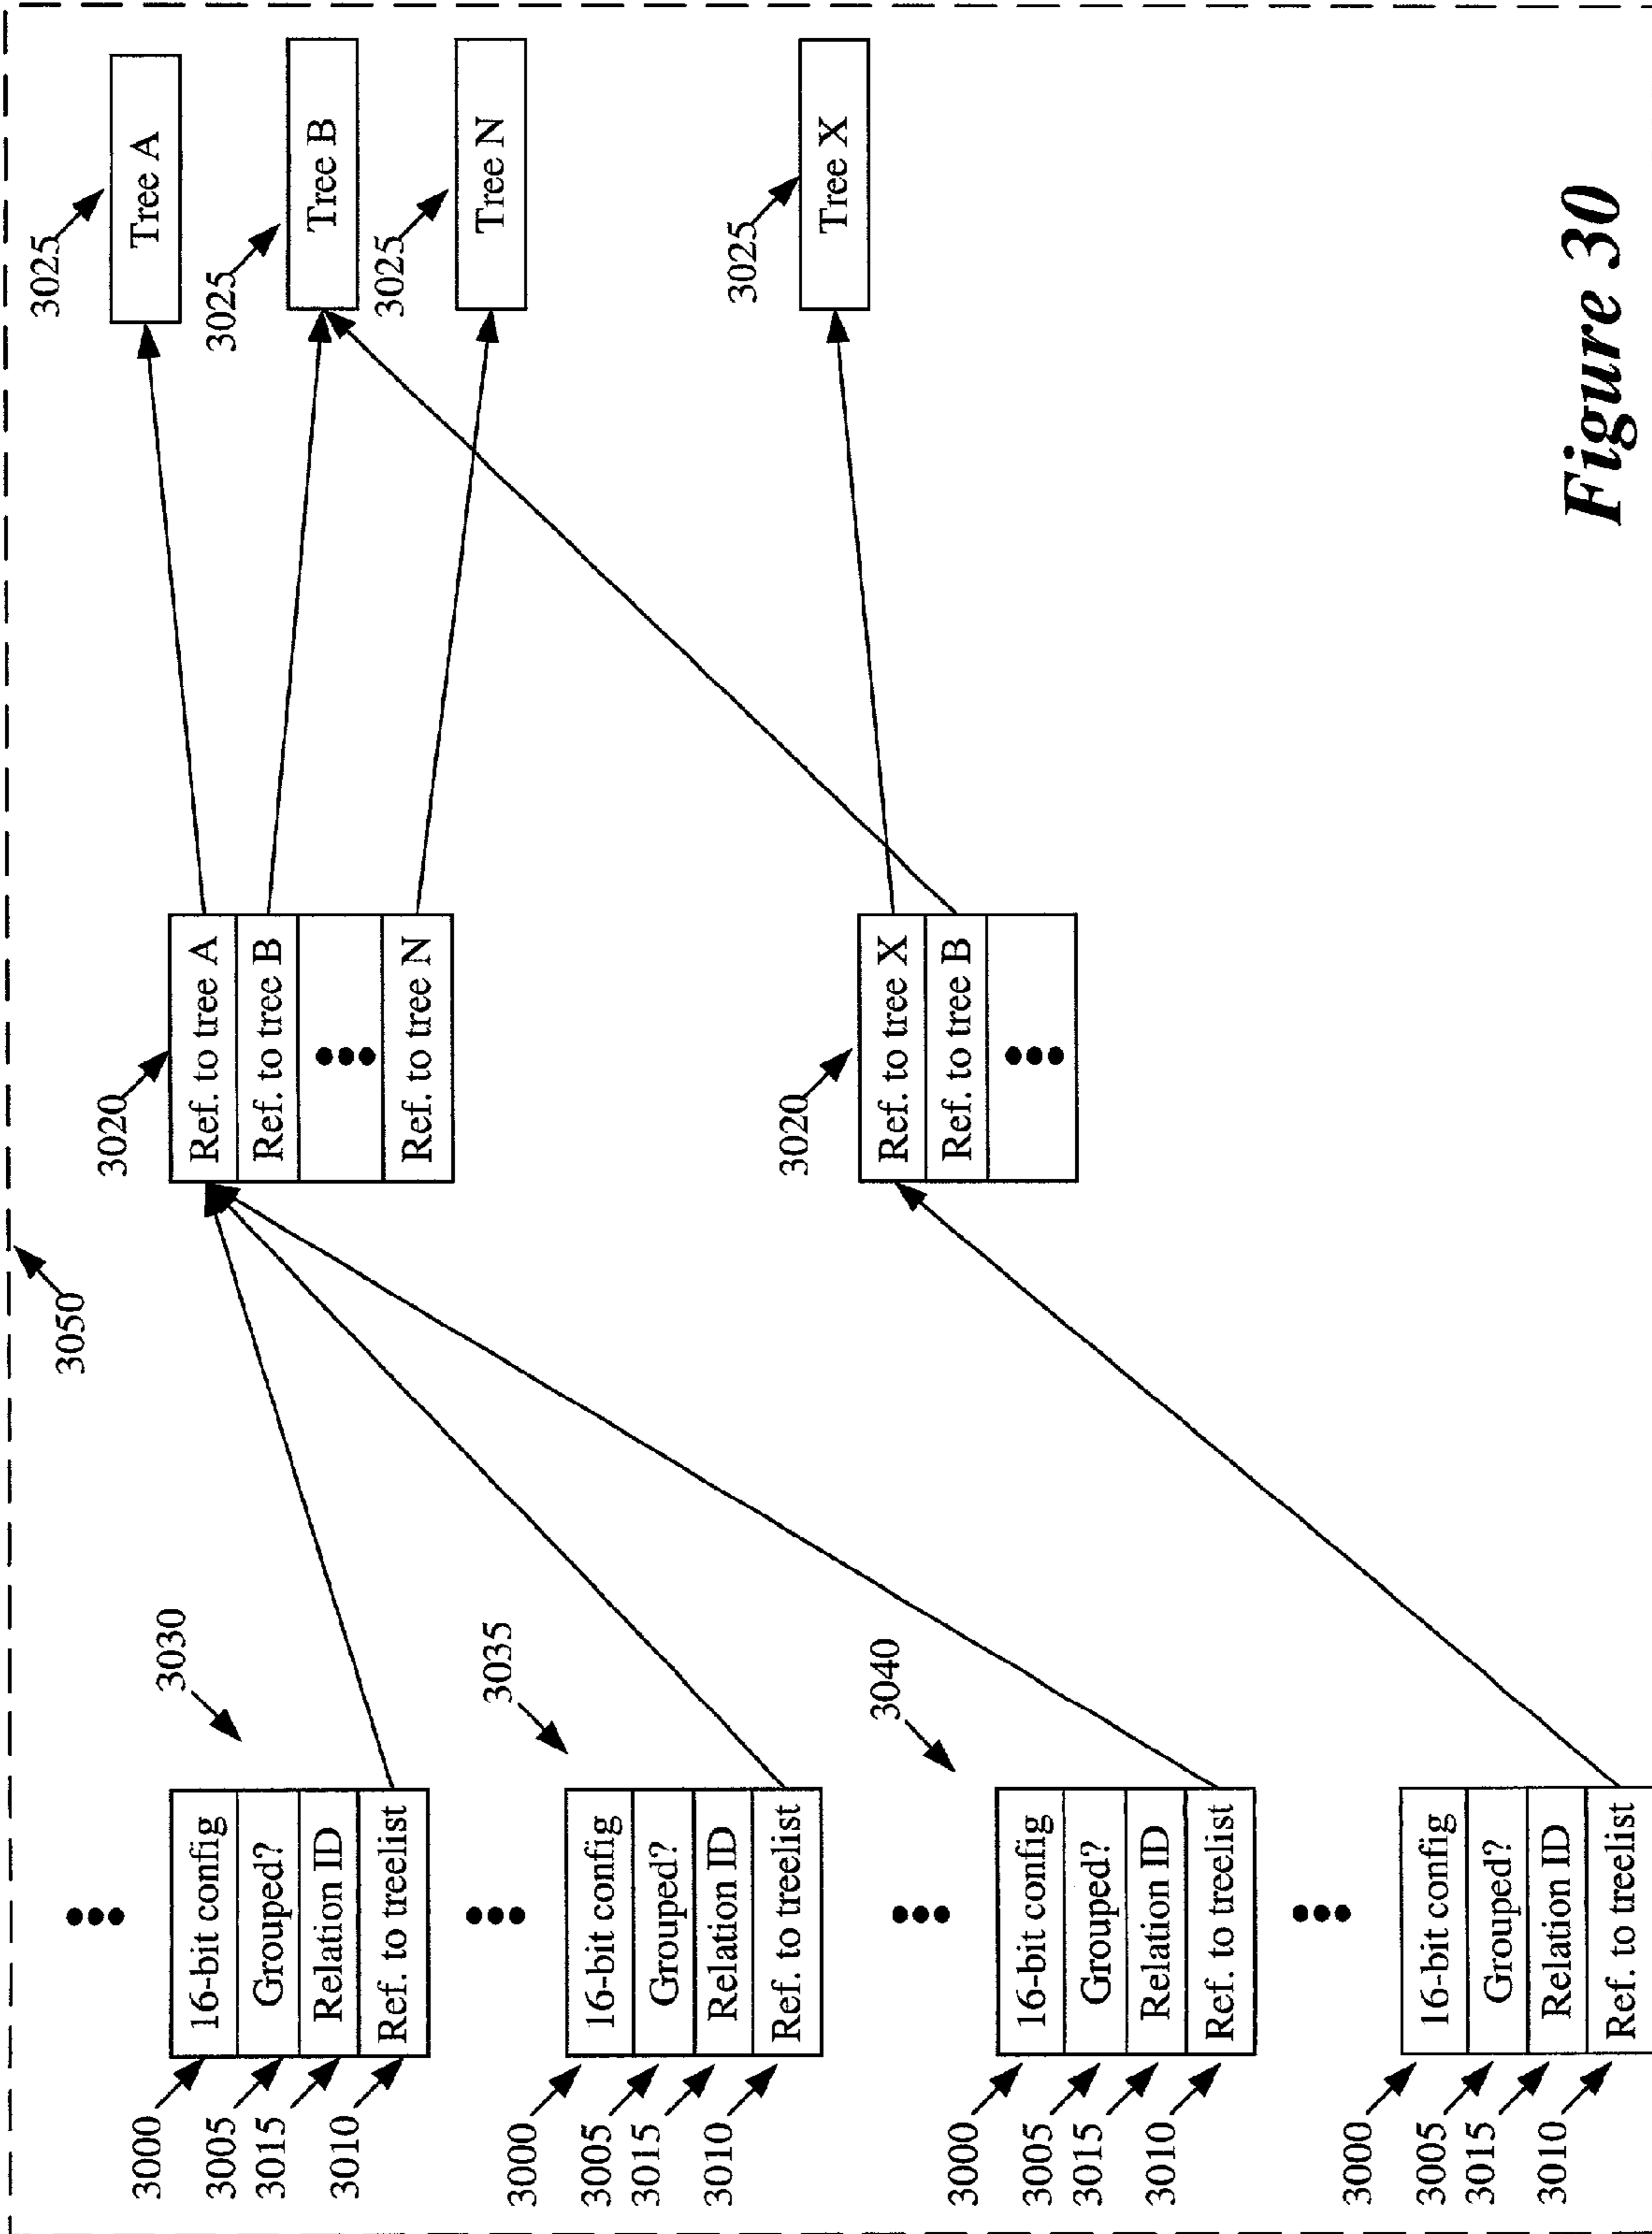 3050
3000
3005
3015
3010
16-bit config
Grouped?
Relation ID
Ref. to treelist
3030
3000
3005
3015
3010
16-bit config
Grouped?
Relation ID
Ref. to treelist
3035
3000
3005
3015
3010
16-bit config
Grouped?
Relation ID
Ref. to treelist
3040
3000
3005
3015
3010
16-bit config
Grouped?
Relation ID
Ref. to treelist
3020
Ref. to tree A
Ref. to tree B
Ref. to tree N
3020
Ref. to tree X
Ref. to tree B
3025
Tree A
3025
Tree B
3025
Tree N
3025
Tree X
Figure 30